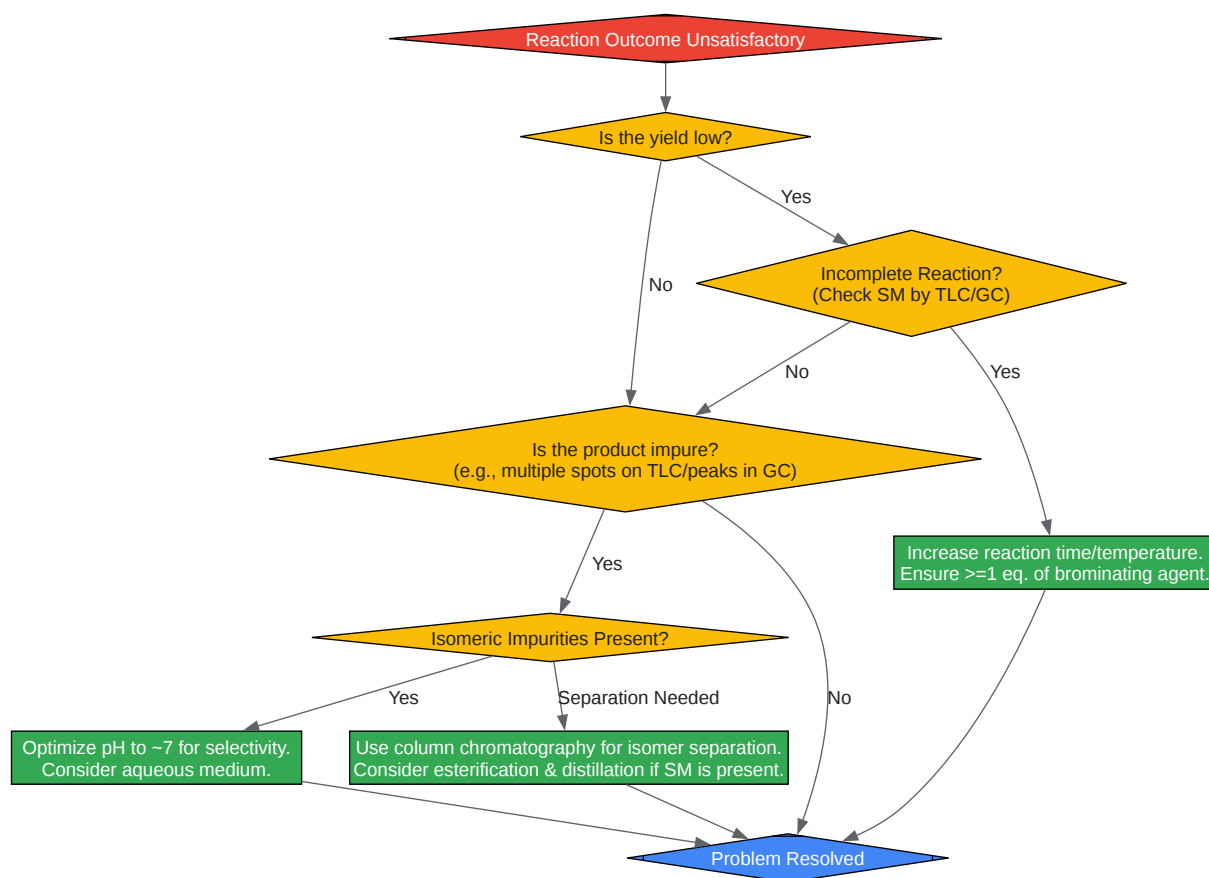 Reaction Outcome Unsatisfactory
Is the yield low?
Yes
Incomplete Reaction?
(Check SM by TLC/GC)
No
No
Yes
Is the product impure?
(e.g., multiple spots on TLC/peaks in GC)
Increase reaction time/temperature.
Ensure >=1 eq. of brominating agent.
Yes
Isomeric Impurities Present?
Yes
Separation Needed
No
Optimize pH to ~7 for selectivity.
Consider aqueous medium.
Use column chromatography for isomer separation.
Consider esterification & distillation if SM is present.
Problem Resolved